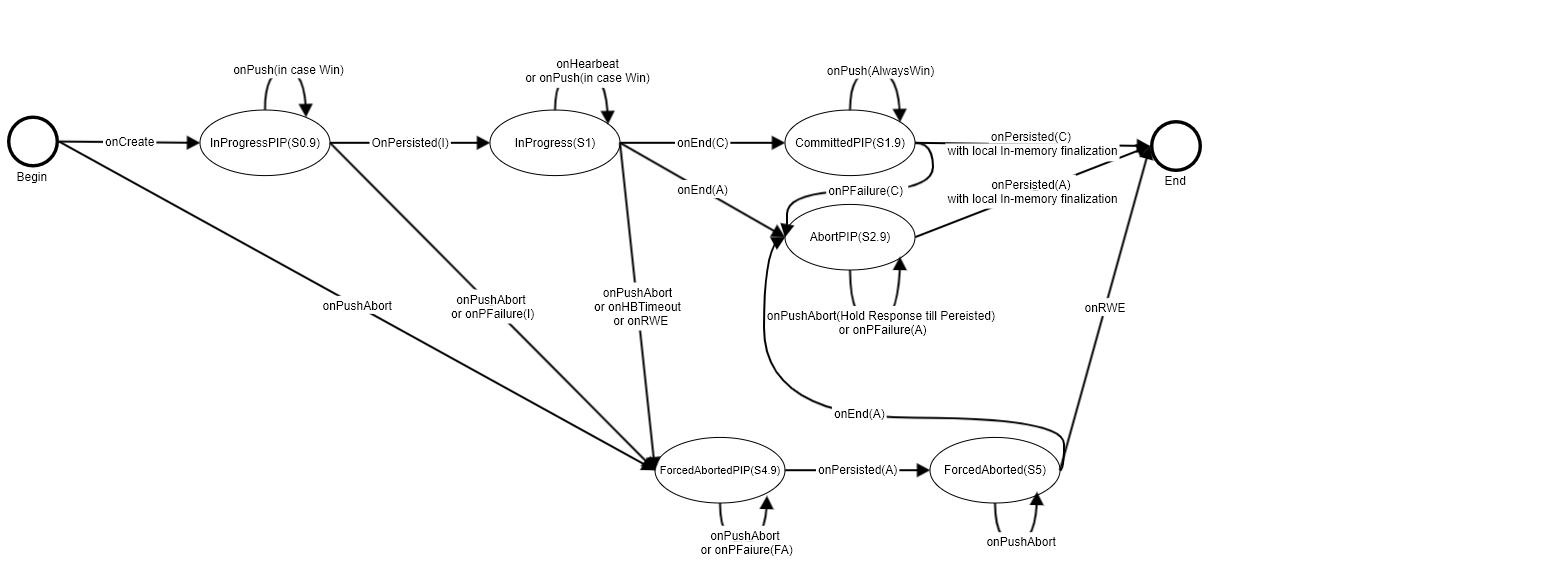 onHearbeat
or onPush(in case Win)
onPush(in case Win)
onPush(AlwaysWin)
onCreate
InProgressPIP(S0.9)
OnPersisted(I)
InProgress(S1)
onEnd(C)
CommittedPIP(S1.9)
onPersisted(C)
with local In-memory finalization
Begin
End
onEnd(A)
onPFailure(C)
onPersisted(A)
with local In-memory finalization
AbortPIP(S2.9)
onPushAbort
onPushAbort
or onPFailure(I)
onPushAbort
or onHBTimeout
or onRWE
onPushAbort(Hold Response till Pereisted)
or onPFailure(A)
onRWE
onEnd(A)
ForcedAbortedPIP(S4.9)
onPersisted(A)
ForcedAborted(S5)
onPushAbort
or onPFaiure(FA)
onPushAbort